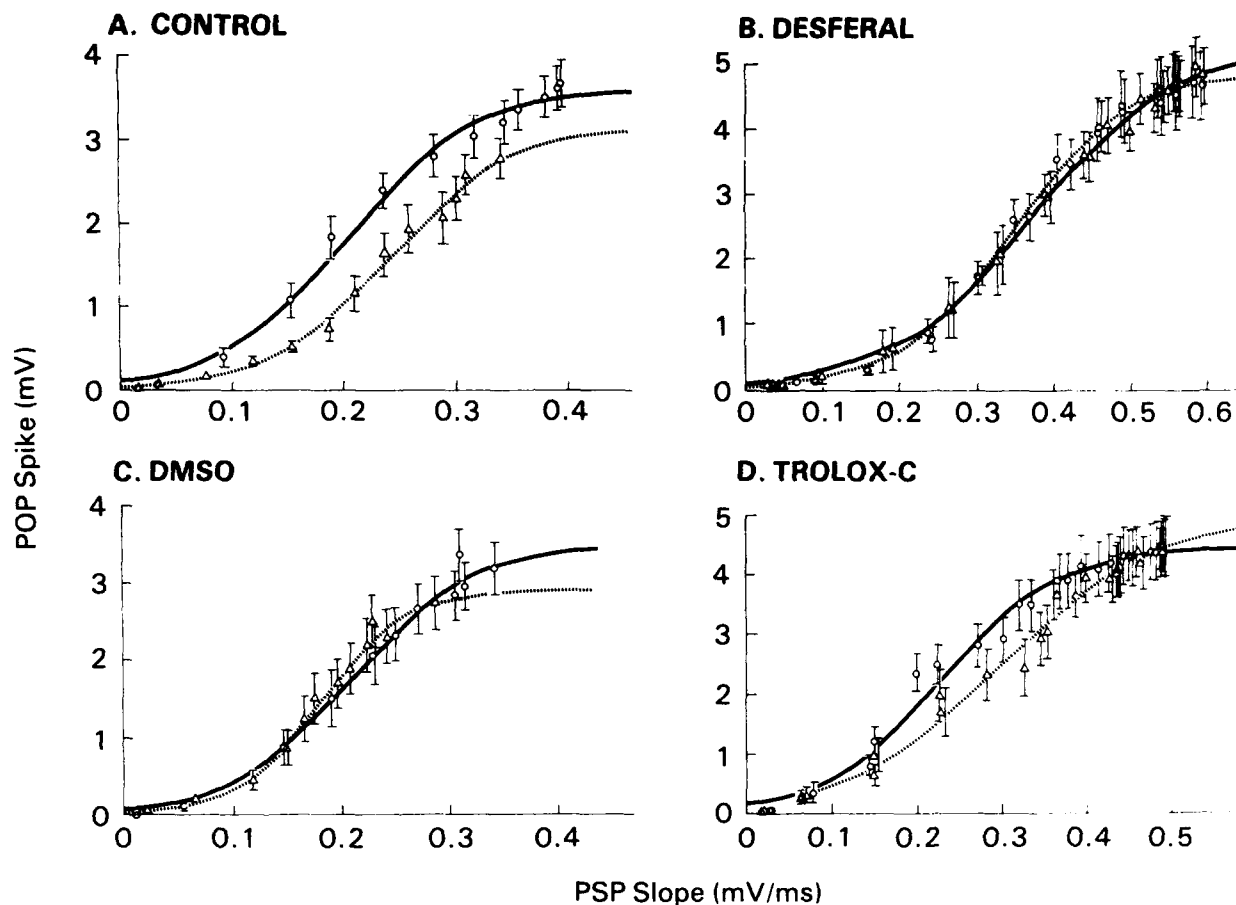 A. CONTROL
B. DESFERAL
4
3
2
1
0
0 0.1 0.2 0.3 0.4
5
4
3
2
1
0
0 0.1 0.2 0.3 0.4 0.5 0.6
POP Spike (mV)
C. DMSO
D. TROLOX-C
4
3
2
1
0
0 0.1 0.2 0.3 0.4
5
4
3
2
1
0
0 0.1 0.2 0.3 0.4 0.5
PSP Slope (mV/ms)